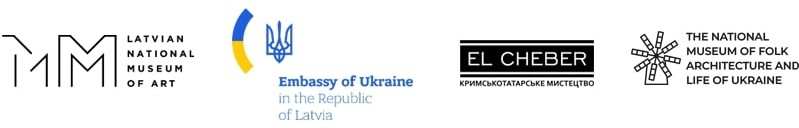 LATVIAN
NATIONAL
MUSEUM
OF ART
Embassy of Ukraine
in the Republic
of Latvia
EL CHEBER
КРИМСЬКОТАТАРСЬКЕ МИСТЕЦТВО
THE NATIONAL
MUSEUM OF FOLK
ARCHITECTURE AND
LIFE OF UKRAINE